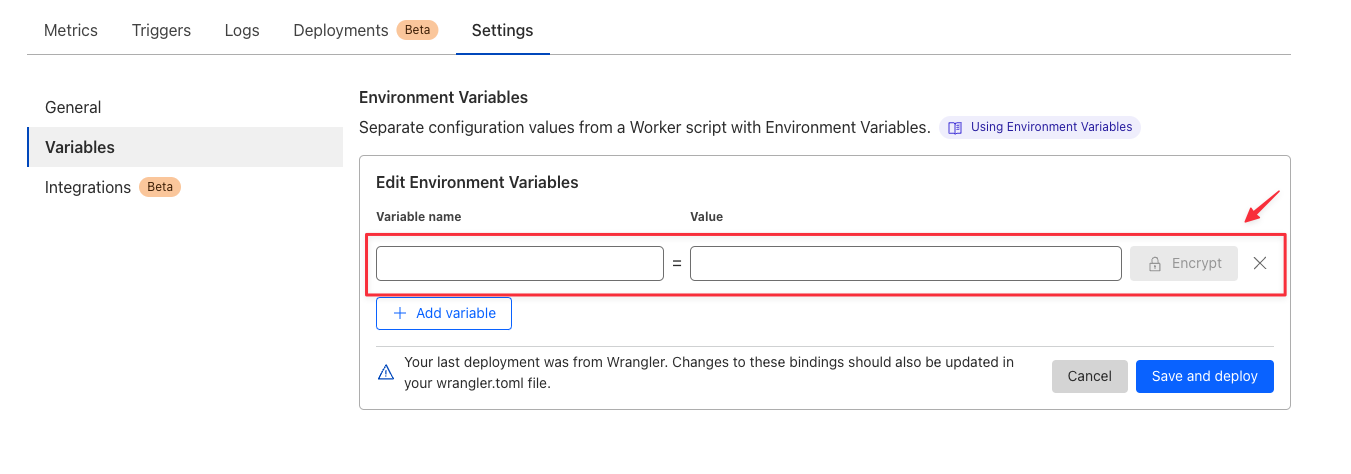 Metrics Triggers Logs Deployments Beta Settings
General
Variables
Integrations Beta
Environment Variables
Separate configuration values from a Worker script with Environment Variables. Using Environment Variables
Edit Environment Variables
Variable name Value
= Encrypt
+ Add variable
Your last deployment was from Wrangler. Changes to these bindings should also be updated in
your wrangler.toml file.
Cancel Save and deploy